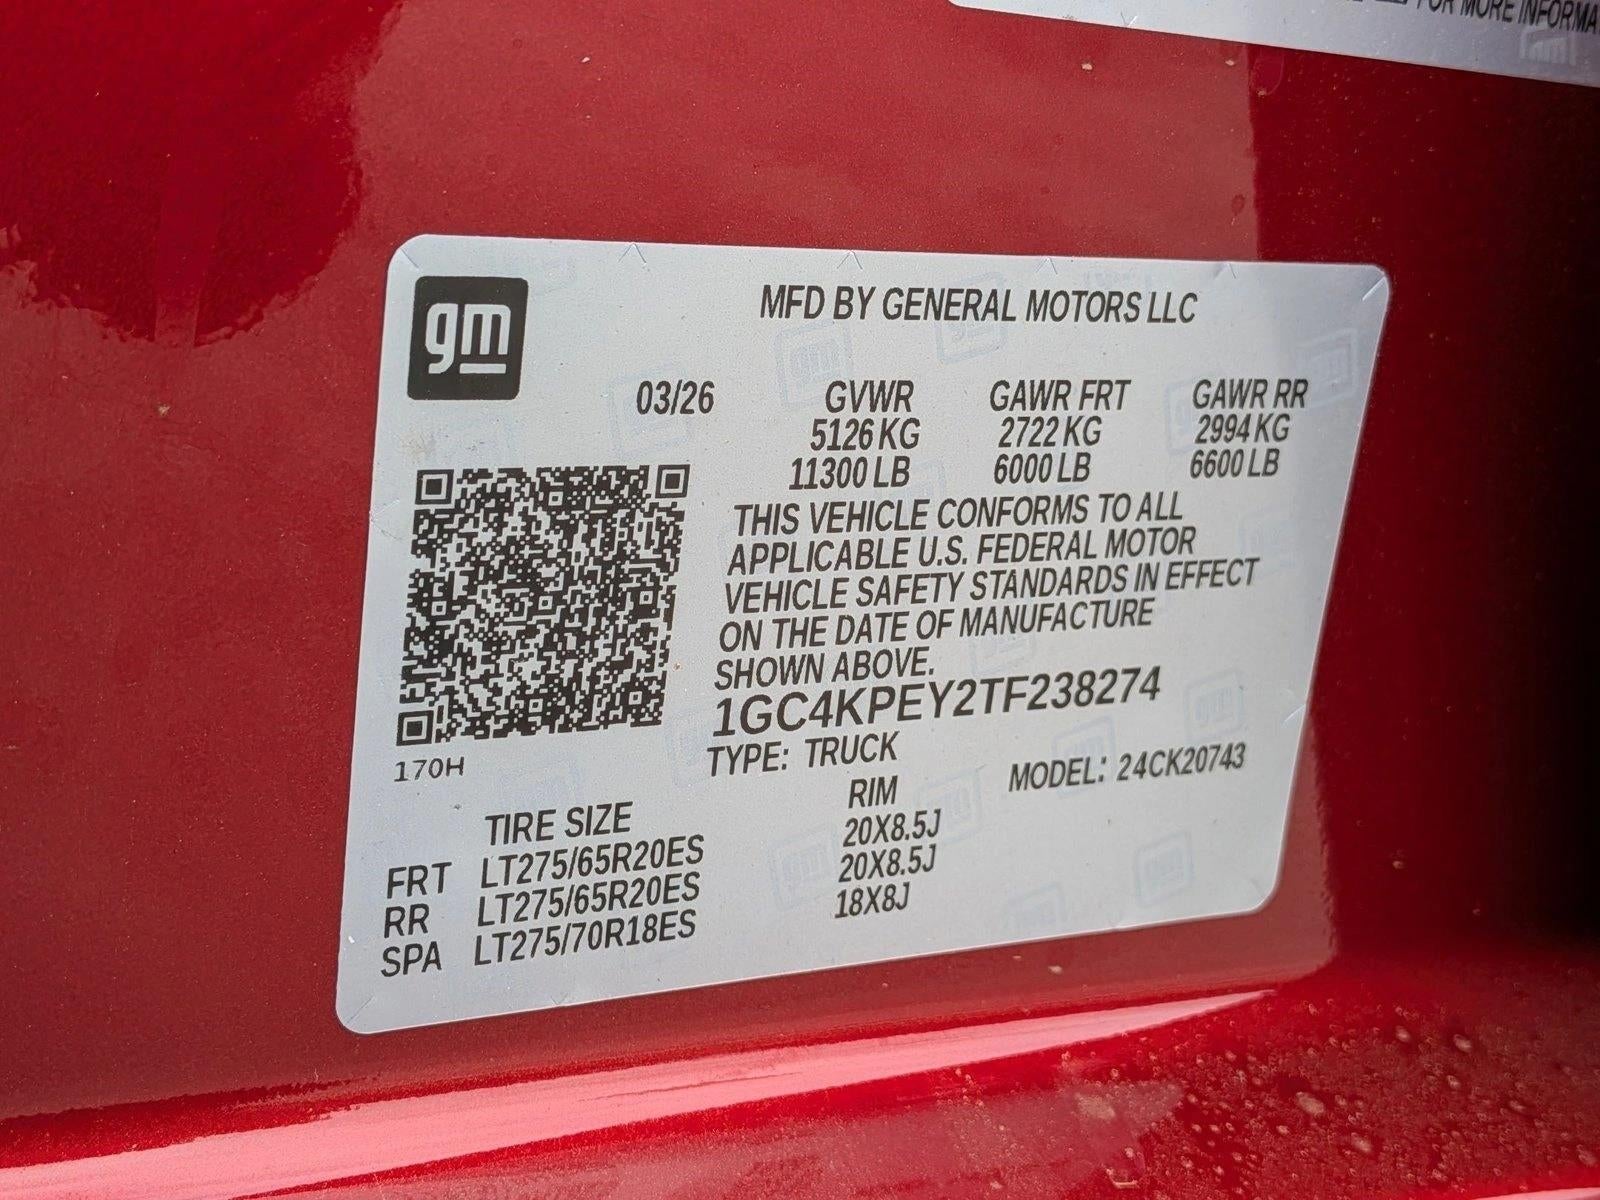 FOR MORE INFORMA
gm
MFD BY GENERAL MOTORS LLC
03/26 GVWR GAWR FRT GAWR RR
5126 KG 2722 KG 2994 KG
11300 LB 6000 LB 6600 LB
THIS VEHICLE CONFORMS TO ALL
APPLICABLE U.S. FEDERAL MOTOR
VEHICLE SAFETY STANDARDS IN EFFECT
ON THE DATE OF MANUFACTURE
SHOWN ABOVE.
1GC4KPEY2TF238274
170H
TYPE: TRUCK MODEL: 24CK20743
TIRE SIZE RIM
FRT LT275/65R20ES 20X8.5J
RR LT275/65R20ES 20X8.5J
SPA LT275/70R18ES 18X8J